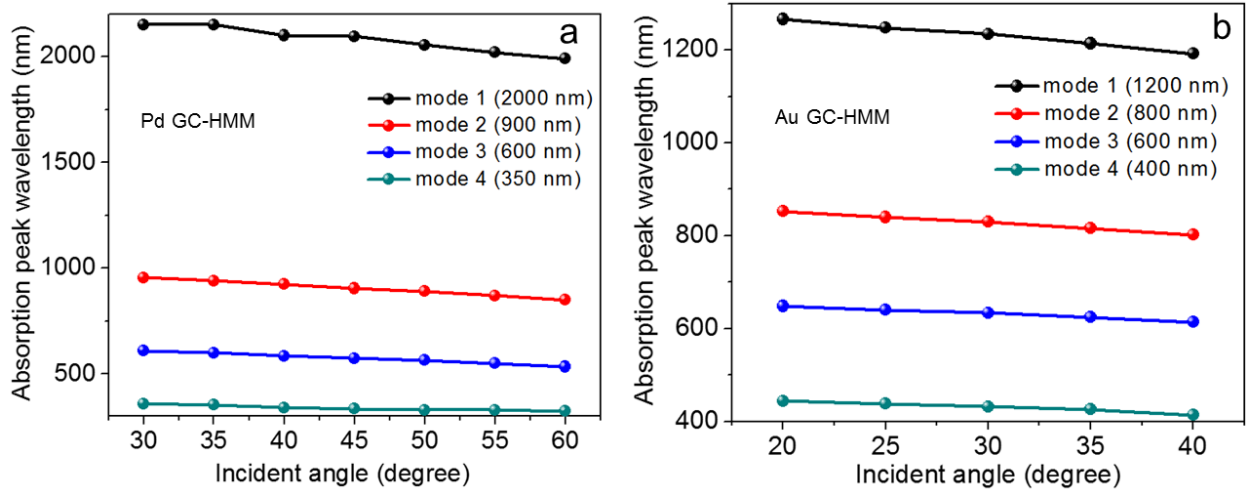 a
Absorption peak wavelength (nm)
2000
1500
1000
500
Pd GC-HMM
mode 1 (2000 nm)
mode 2 (900 nm)
mode 3 (600 nm)
mode 4 (350 nm)
30 35 40 45 50 55 60
Incident angle (degree)
b
Absorption peak wavelength (nm)
1200
1000
800
600
400
Au GC-HMM
mode 1 (1200 nm)
mode 2 (800 nm)
mode 3 (600 nm)
mode 4 (400 nm)
20 25 30 35 40
Incident angle (degree)